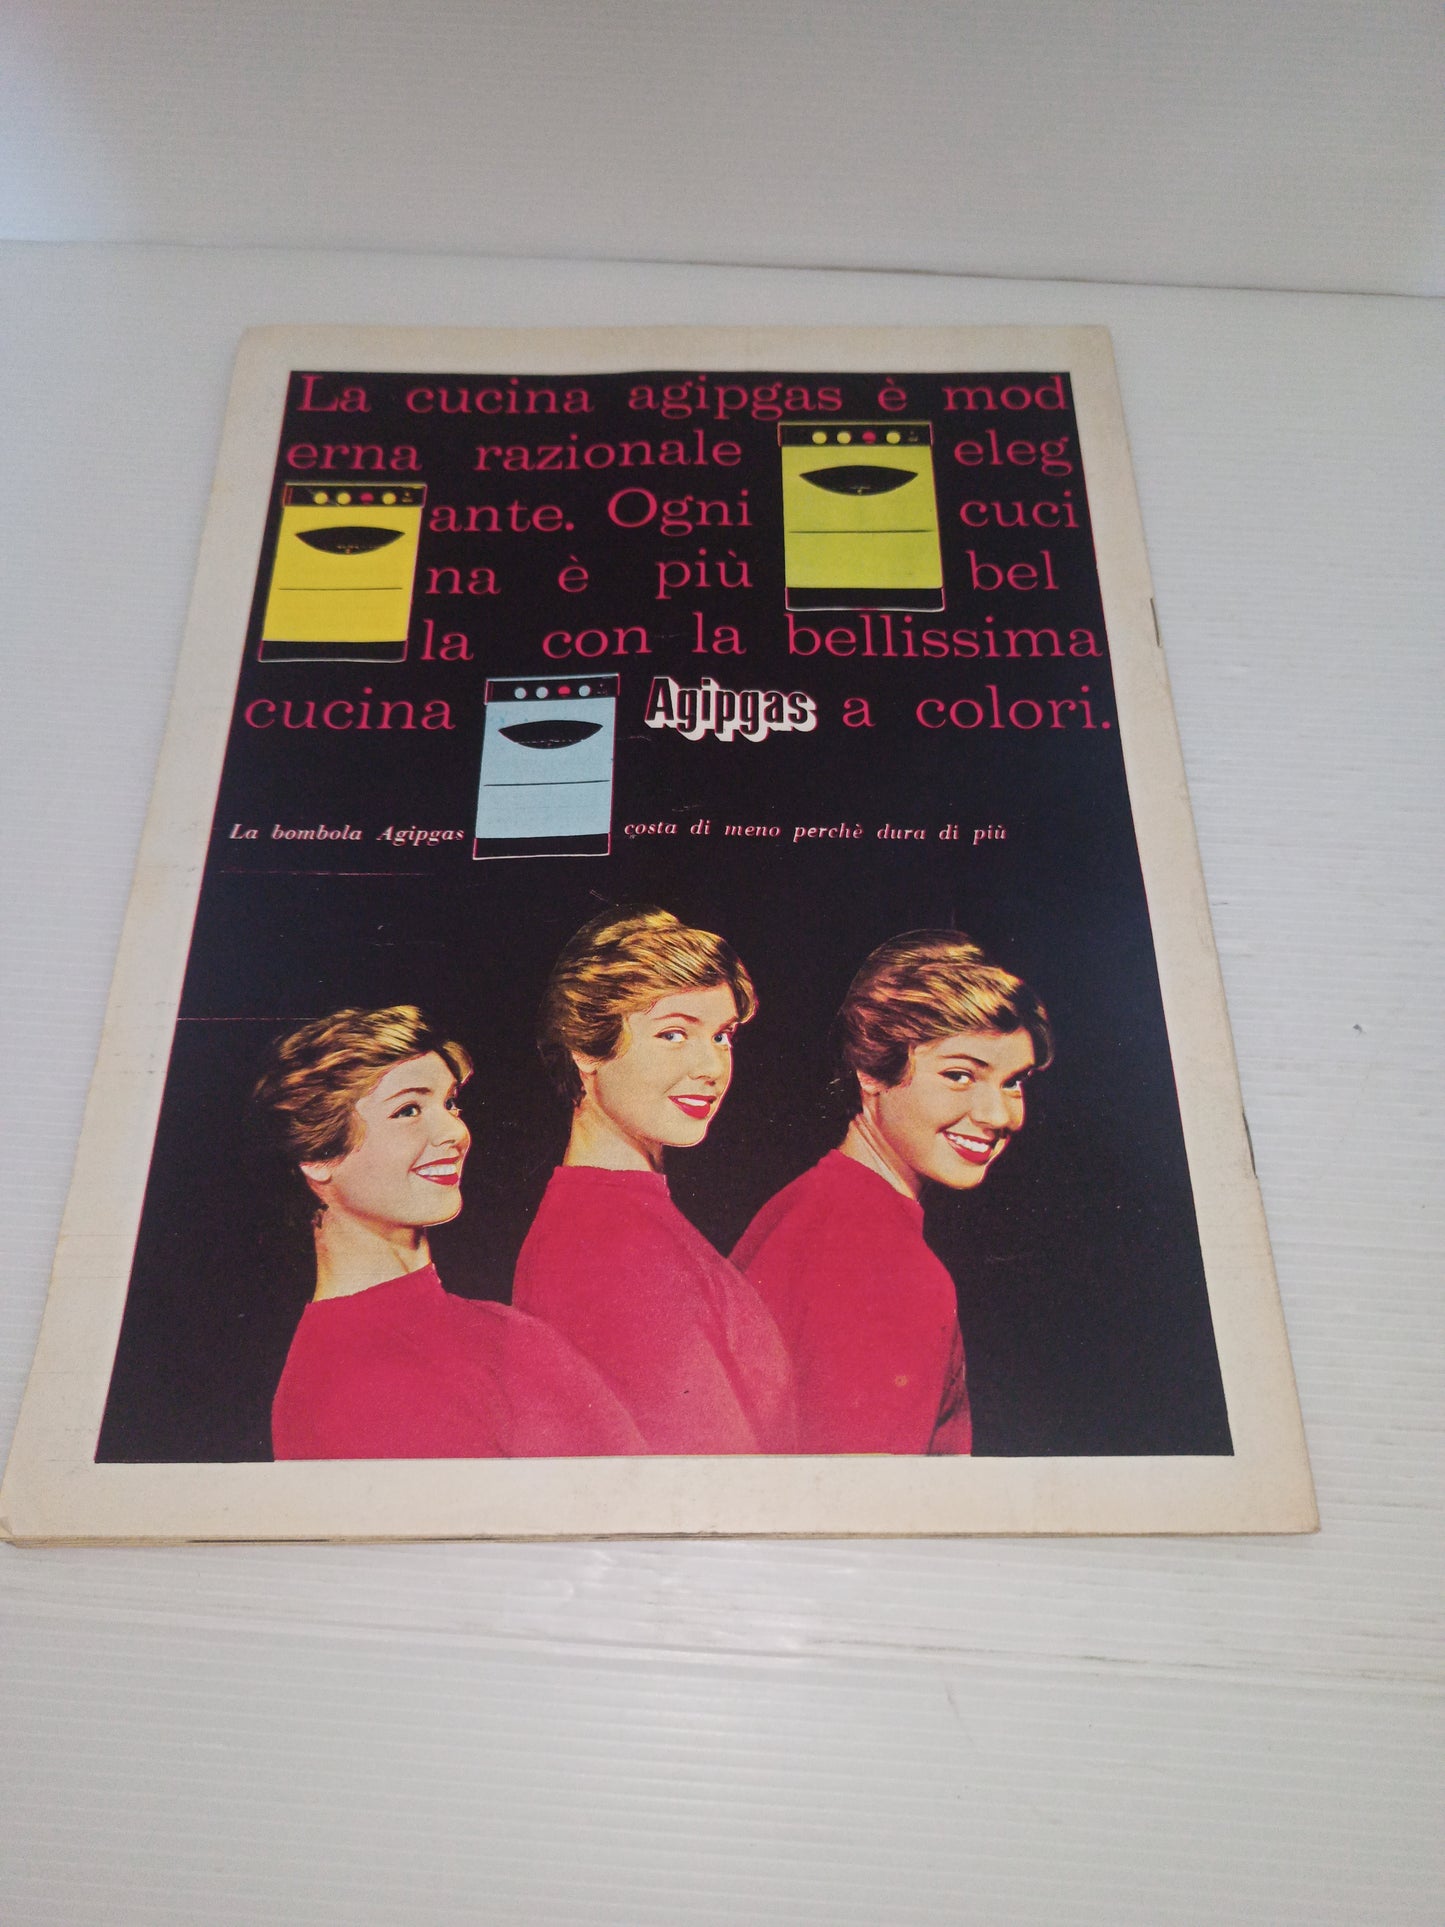 La cucina agipgas è mod
erna razionale eleg
ante. Ogni cuci
na è più bel
la con la bellissima
cucina Agipgas a colori.
La bombola Agipgas costa di meno perchè dura di più